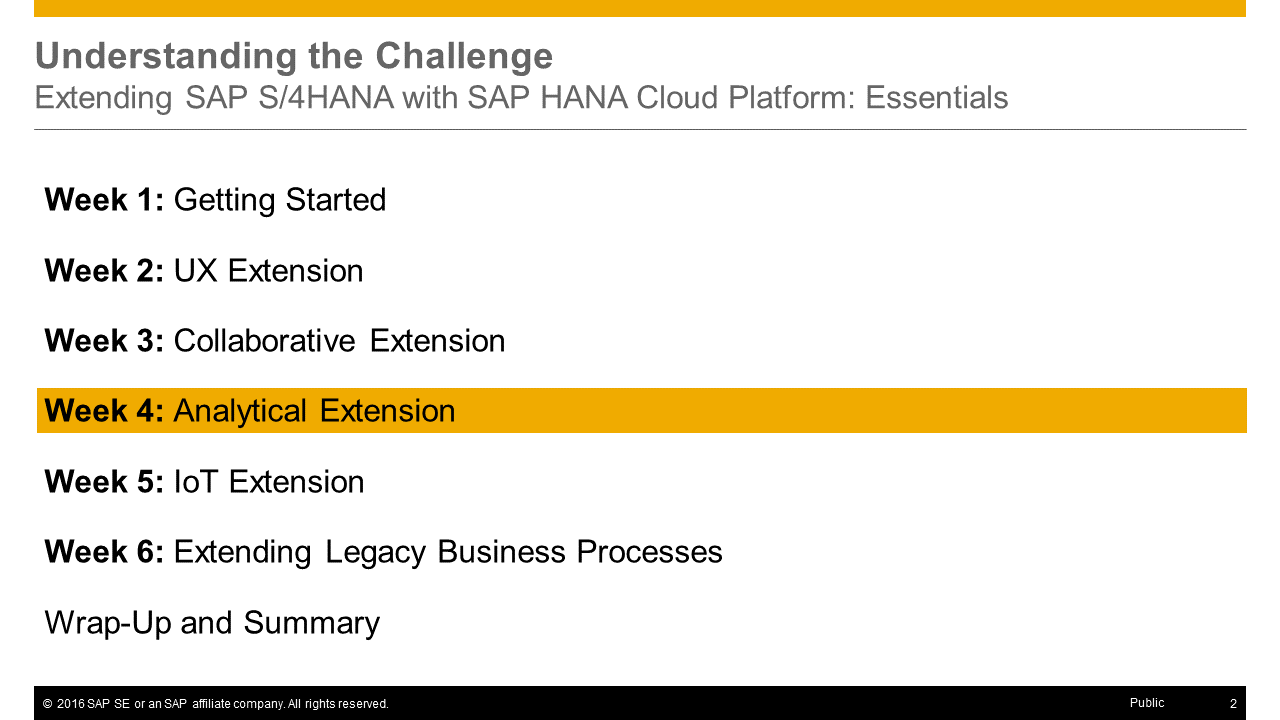 Understanding the Challenge
Extending SAP S/4HANA with SAP HANA Cloud Platform: Essentials
Week 1: Getting Started
Week 2: UX Extension
Week 3: Collaborative Extension
Week 4: Analytical Extension
Week 5: IoT Extension
Week 6: Extending Legacy Business Processes
Wrap-Up and Summary
© 2016 SAP SE or an SAP affiliate company. All rights reserved. Public 2